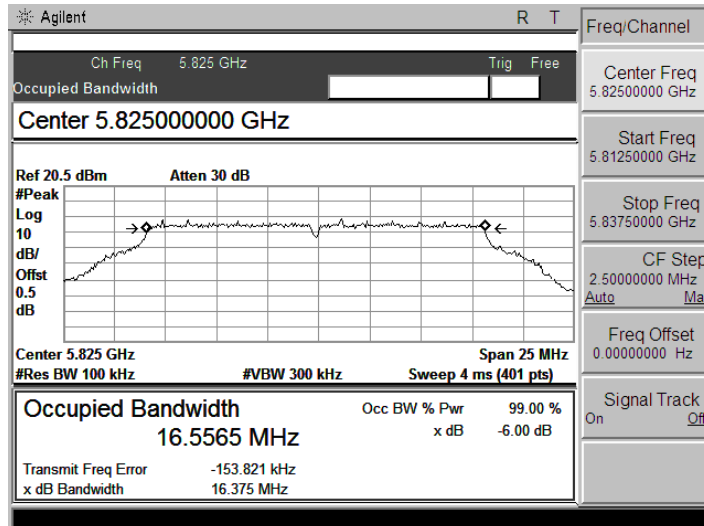 Agilent R T
Ch Freq 5.825 GHz Trig Free
Occupied Bandwidth
Center 5.825000000 GHz
Ref 20.5 dBm Atten 30 dB
#Peak
Log
10
dB/
Offst
0.5
dB
Center 5.825 GHz Span 25 MHz
#Res BW 100 kHz #VBW 300 kHz Sweep 4 ms (401 pts)
Occupied Bandwidth Occ BW % Pwr 99.00 %
16.5565 MHz x dB -6.00 dB
Transmit Freq Error -153.821 kHz
x dB Bandwidth 16.375 MHz
Freq/Channel
Center Freq
5.82500000 GHz
Start Freq
5.81250000 GHz
Stop Freq
5.83750000 GHz
CF Step
2.50000000 MHz
Auto Ma
Freq Offset
0.00000000 Hz
Signal Track
On Off